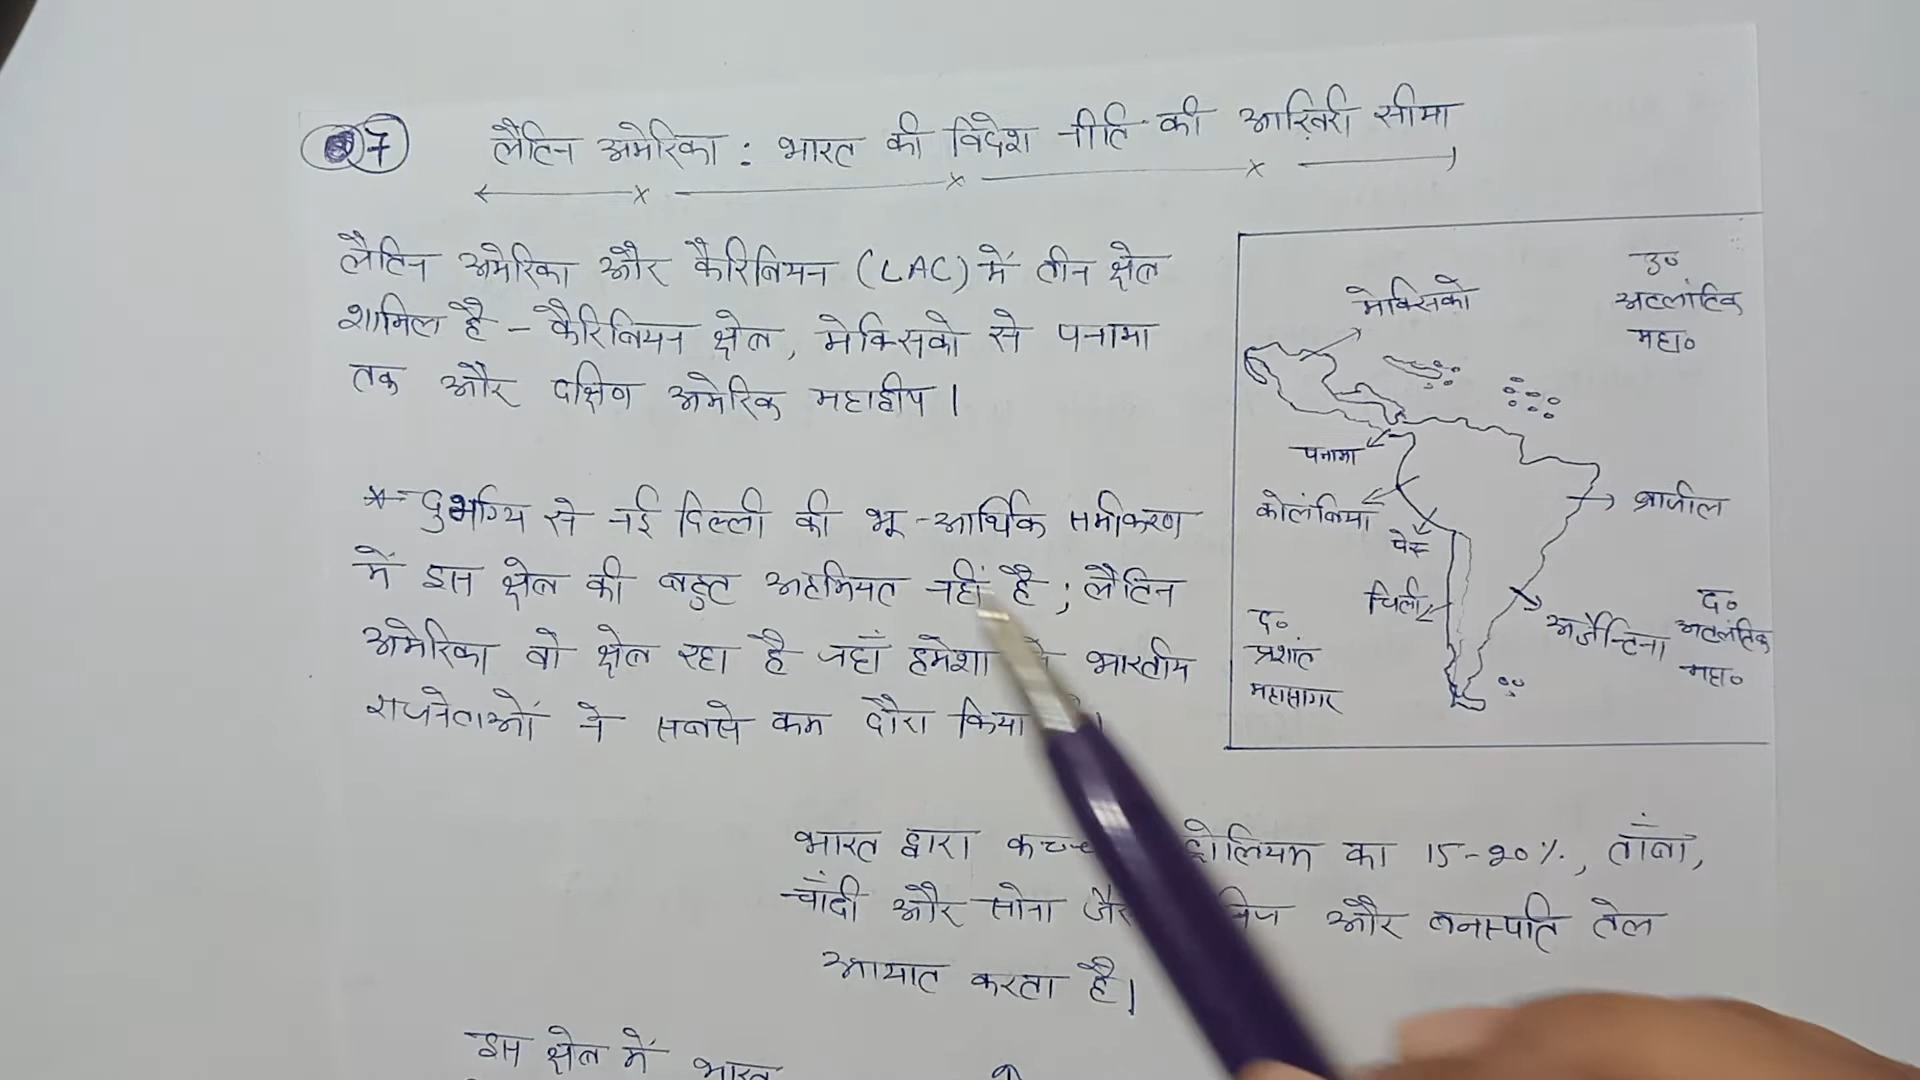 7
लैटिन अमेरिका : भारत की विदेश नीति की आख़िरी सीमा
लैटिन अमेरिका और कैरिबियन (LAC) में तीन क्षेत्र
शामिल है - कैरिबियन क्षेत्र, मेक्सिको से पनामा
तक और दक्षिण अमेरिक महाद्वीप।
* दुर्भाग्य से नई दिल्ली की भू-आर्थिक समीकरण
में इस क्षेत्र की बहुत अहमियत नहीं है; लैटिन
अमेरिका वो क्षेत्र रहा है जहाँ हमेशा भारतीय
राजनेताओं ने सबसे कम दौरा किया
मेक्सिको
उ०
अटलांटिक
महा०
पनामा
कोलंबिया
पेरू
ब्राजील
चिली
अर्जेन्टिना
द०
प्रशांत
महासागर
द०
अटलांटिक
महा०
भारत द्वारा का 15-20%, ताँबा,
चाँदी और सोना और वनस्पति तेल
आयात करता है।
इस क्षेत्र में भारत